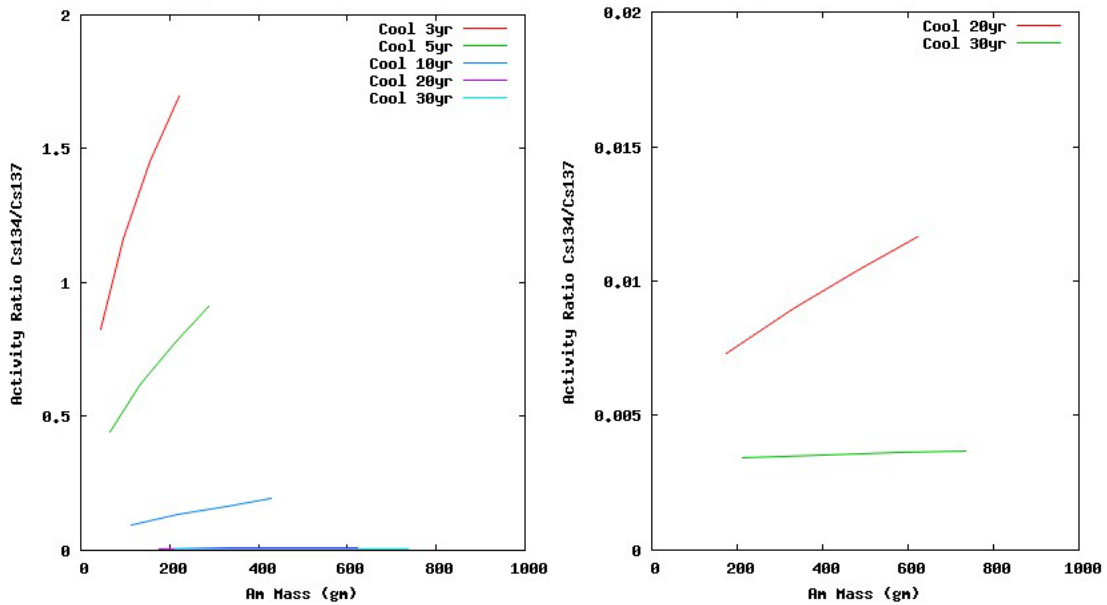 2
1.5
1
0.5
0
Activity Ratio Cs134/Cs137
Cool 3yr
Cool 5yr
Cool 10yr
Cool 20yr
Cool 30yr
0 200 400 600 800 1000
Am Mass (gm)
0.02
0.015
0.01
0.005
0
Activity Ratio Cs134/Cs137
Cool 20yr
Cool 30yr
0 200 400 600 800 1000
Am Mass (gm)